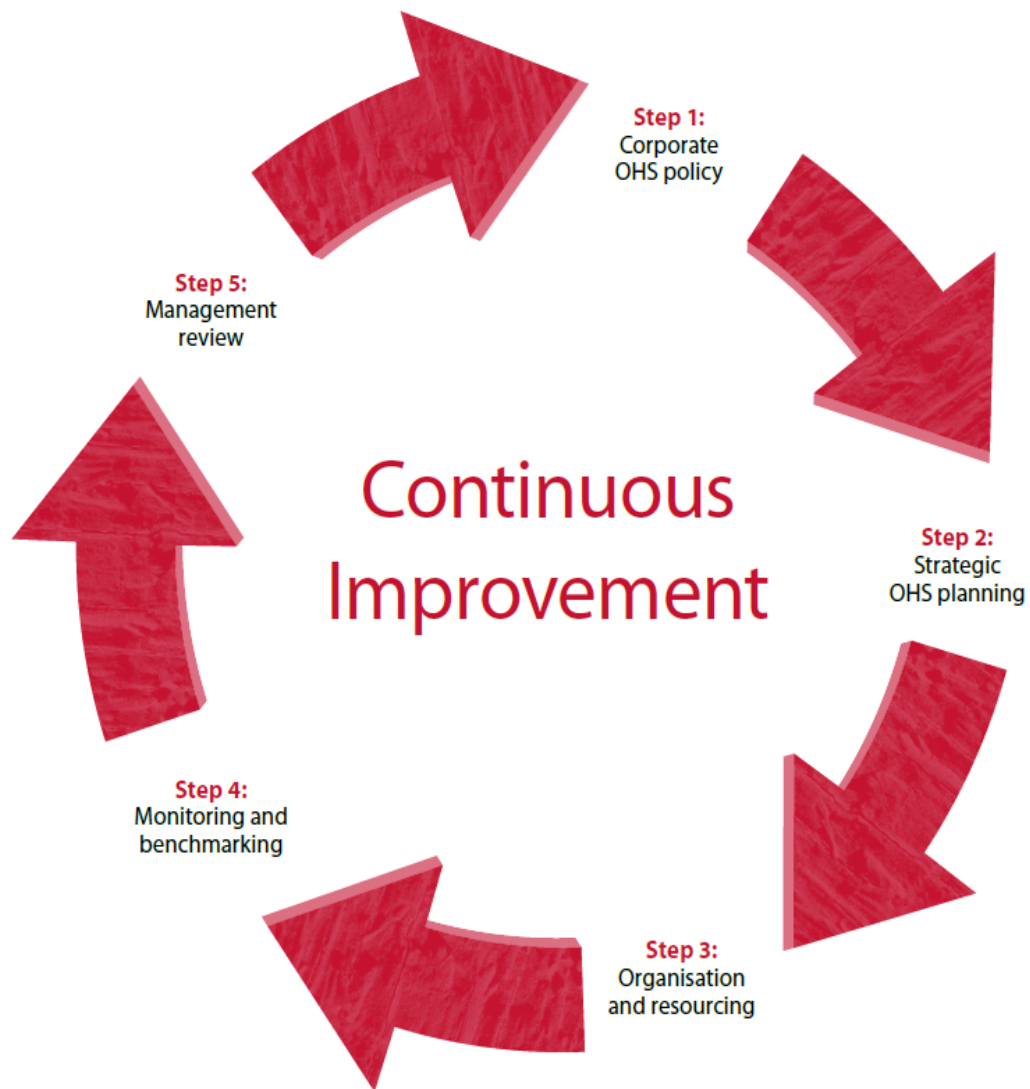 Step 1:
Corporate
OHS policy
Step 2:
Strategic
OHS planning
Step 3:
Organisation
and resourcing
Step 4:
Monitoring and
benchmarking
Step 5:
Management
review
Continuous
Improvement